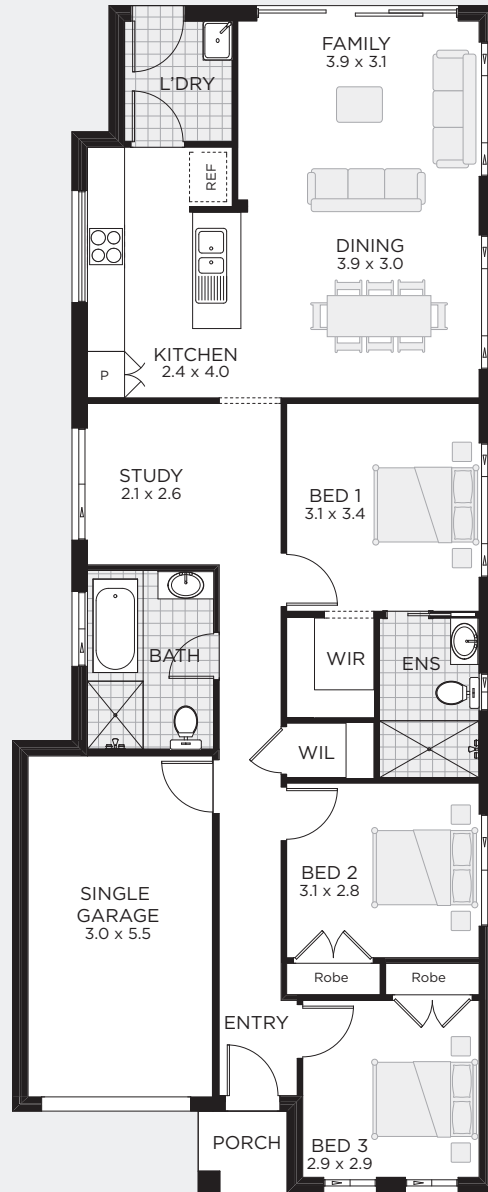 FAMILY
3.9 x 3.1
L'DRY
REF
DINING
3.9 x 3.0
KITCHEN
2.4 x 4.0
P
STUDY
2.1 x 2.6
BED 1
3.1 x 3.4
BATH
WIR
ENS
WIL
BED 2
3.1 x 2.8
SINGLE
GARAGE
3.0 x 5.5
Robe
Robe
ENTRY
PORCH
BED 3
2.9 x 2.9